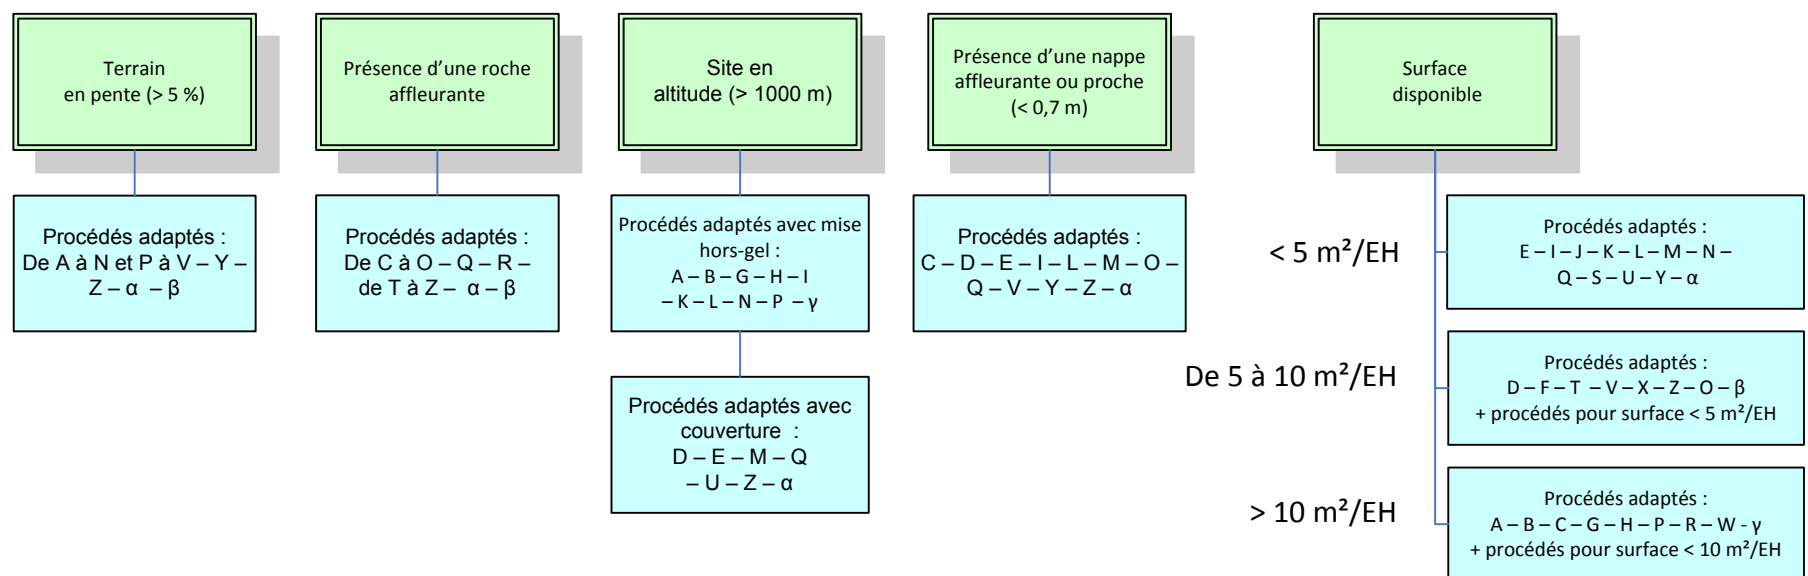 Terrain
en pente (> 5 %)
Procédés adaptés :
De A à N et P à V – Y –
Z – α – β
Présence d’une roche
affleurante
Procédés adaptés :
De C à O – Q – R –
de T à Z – α – β
Site en
altitude (> 1000 m)
Procédés adaptés avec mise
hors-gel :
A – B – G – H – I
– K – L – N – P – γ
Procédés adaptés avec
couverture :
D – E – M – Q
– U – Z – α
Présence d’une nappe
affleurante ou proche
(< 0,7 m)
Procédés adaptés :
C – D – E – I – L – M – O –
Q – V – Y – Z – α
Surface
disponible
< 5 m²/EH
Procédés adaptés :
E – I – J – K – L – M – N –
Q – S – U – Y – α
De 5 à 10 m²/EH
Procédés adaptés :
D – F – T – V – X – Z – O – β
+ procédés pour surface < 5 m²/EH
> 10 m²/EH
Procédés adaptés :
A – B – C – G – H – P – R – W - γ
+ procédés pour surface < 10 m²/EH